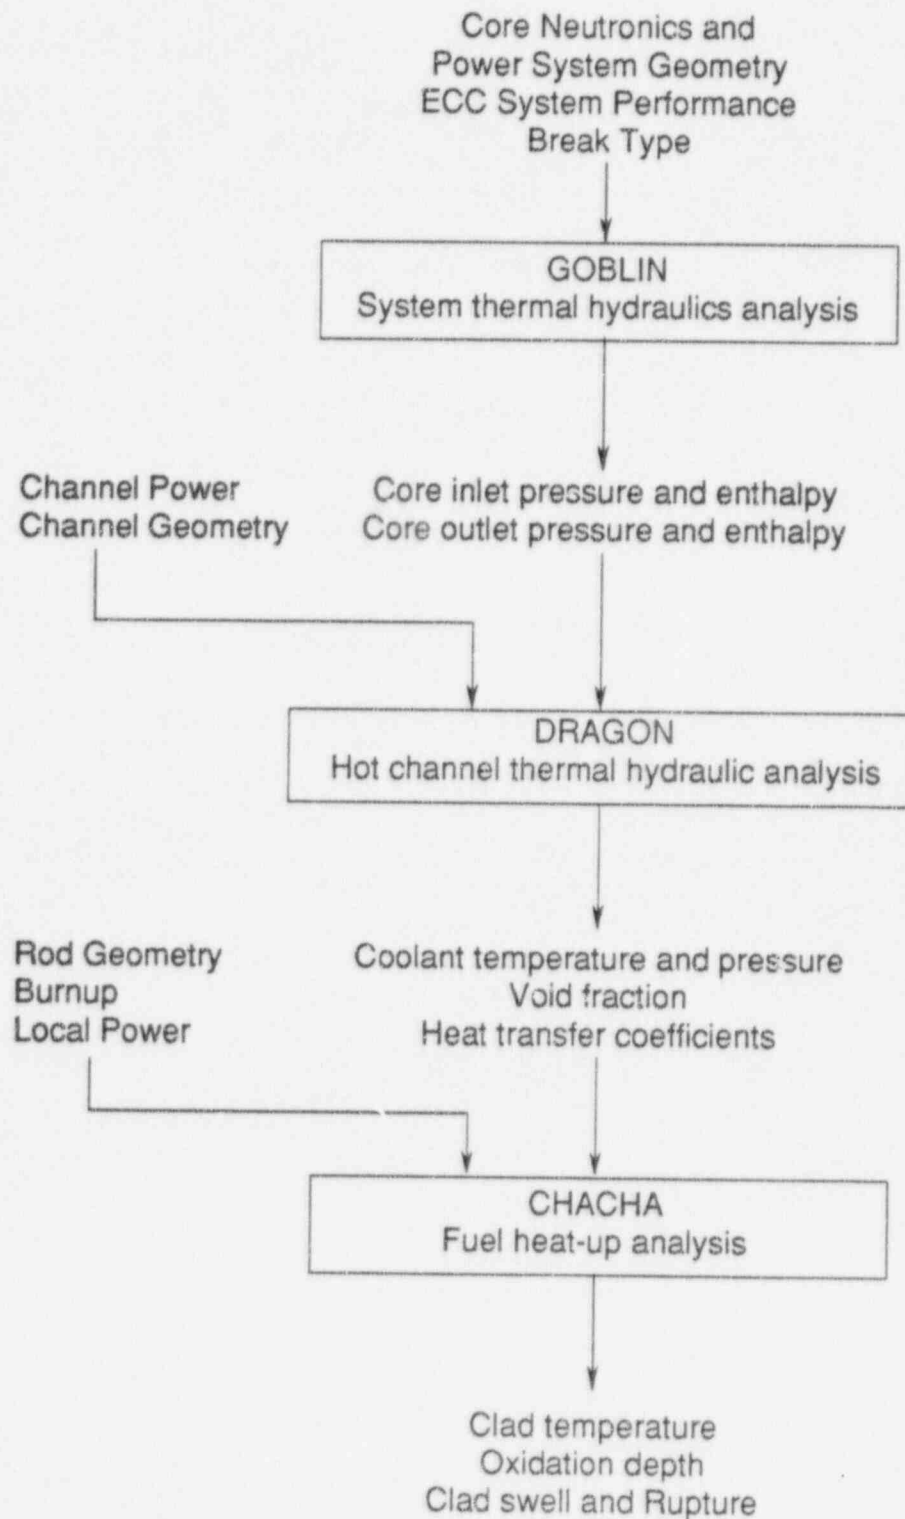 Core Neutronics and
Power System Geometry
ECC System Performance
Break Type
GOBLIN
System thermal hydraulics analysis
Channel Power
Channel Geometry
Core inlet pressure and enthalpy
Core outlet pressure and enthalpy
DRAGON
Hot channel thermal hydraulic analysis
Rod Geometry
Burnup
Local Power
Coolant temperature and pressure
Void fraction
Heat transfer coefficients
CHACHA
Fuel heat-up analysis
Clad temperature
Oxidation depth
Clad swell and Rupture